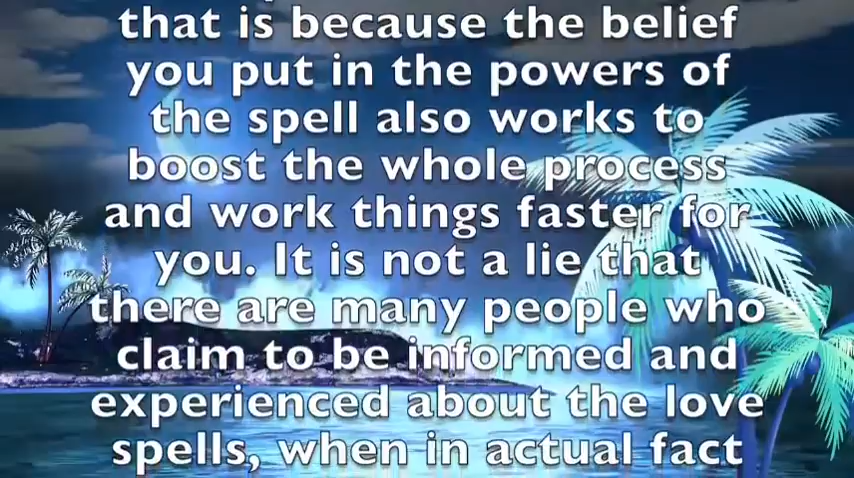 that is because the belief
you put in the powers of
the spell also works to
boost the whole process
and work things faster for
you. It is not a lie that
there are many people who
claim to be informed and
experienced about the love
spells, when in actual fact